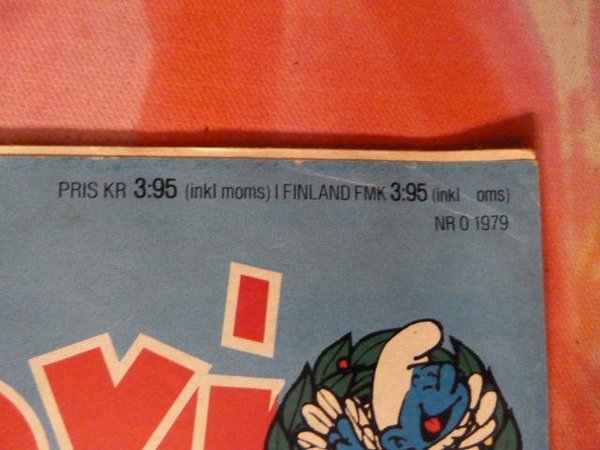 PRIS KR 3:95 (inkl moms) I FINLAND FMK 3:95 (inkl oms)
NR 0 1979